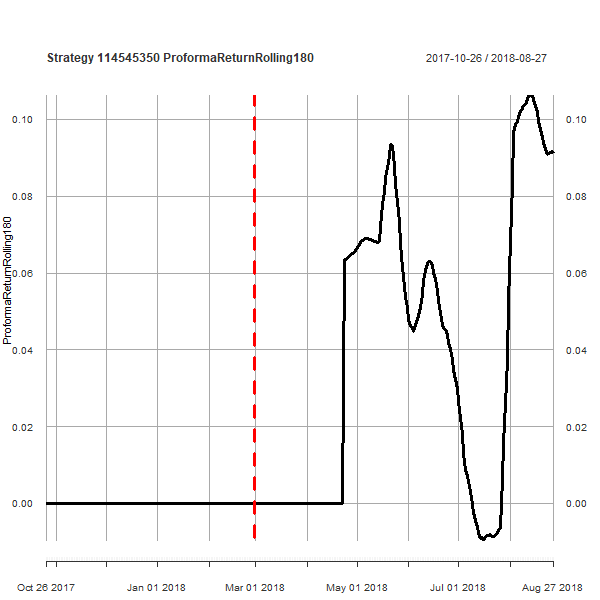 Strategy 114545350 ProformaReturnRolling180
2017-10-26 / 2018-08-27
ProformaReturnRolling180
0.10
0.08
0.06
0.04
0.02
0.00
0.10
0.08
0.06
0.04
0.02
0.00
Oct 26 2017
Jan 01 2018
Mar 01 2018
May 01 2018
Jul 01 2018
Aug 27 2018